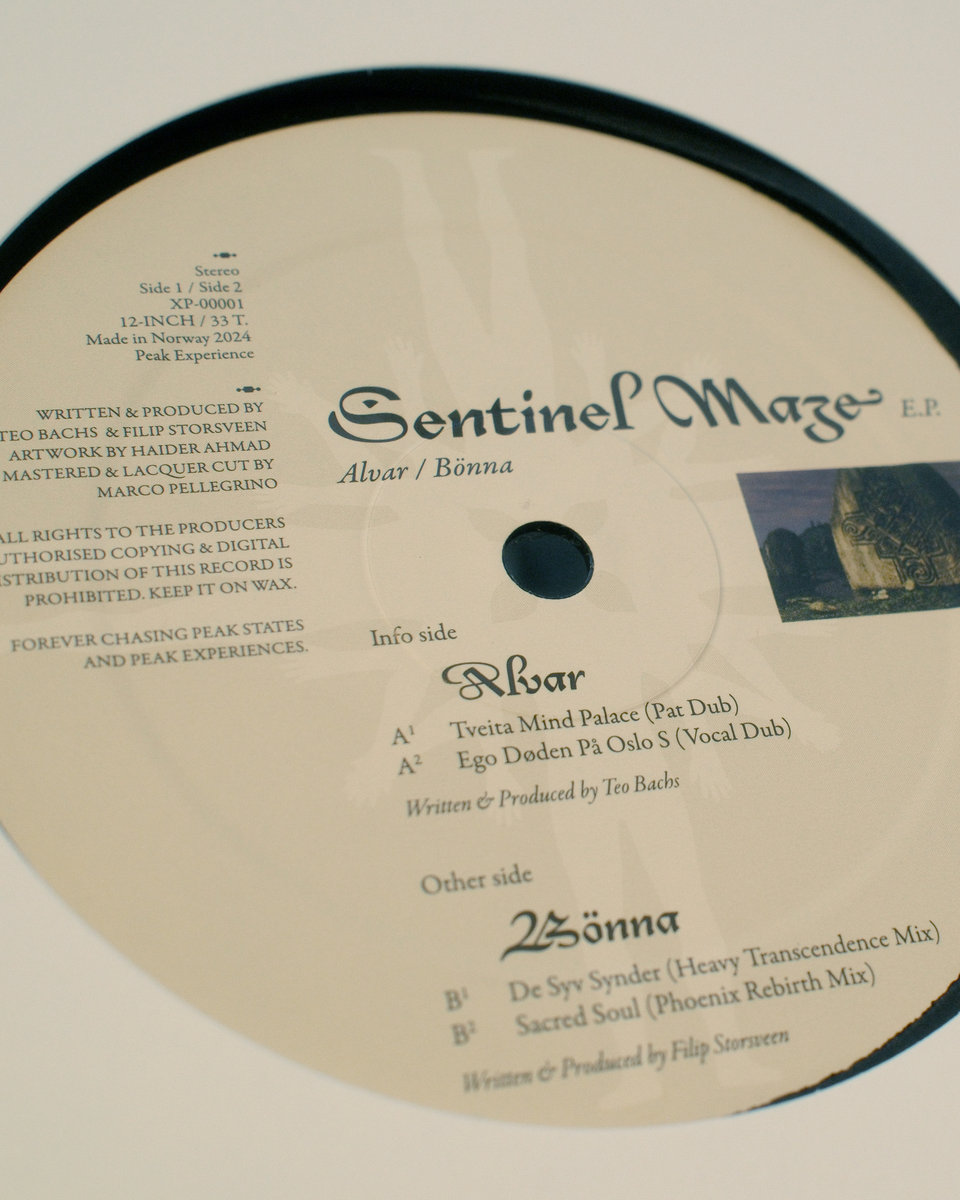 Stereo
Side 1 / Side 2
XP-00001
12-INCH / 33 T.
Made in Norway 2024
Peak Experience
WRITTEN & PRODUCED BY
TEO BACHS & FILIP STORSVEEN
ARTWORK BY HAIDER AHMAD
MASTERED & LACQUER CUT BY
MARCO PELLEGRINO
ALL RIGHTS TO THE PRODUCERS
COPYING & DIGITAL
OF THIS RECORD IS
PROHIBITED. KEEP IT ON WAX.
FOREVER CHASING PEAK STATES
AND PEAK EXPERIENCES.
Sentinel Maze E.P.
Alvar / Bönna
Info side
Alvar
A¹ Tveita Mind Palace (Pat Dub)
A² Ego Døden På Oslo S (Vocal Dub)
Written & Produced by Teo Bachs
Other side
Bönna
B¹ De Syv Synder (Heavy Transcendence Mix)
B² Sacred Soul (Phoenix Rebirth Mix)
Written & Produced by Filip Storsveen